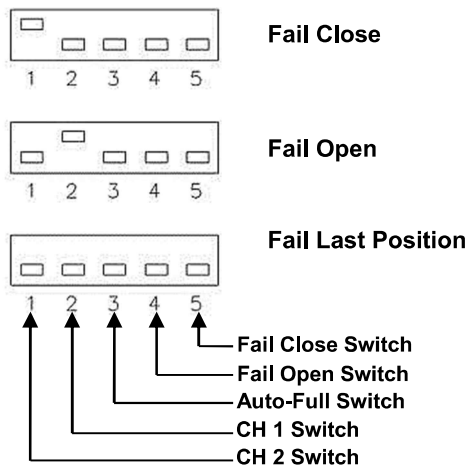 Fail Close
1 2 3 4 5
Fail Open
1 2 3 4 5
Fail Last Position
1 2 3 4 5
Fail Close Switch
Fail Open Switch
Auto-Full Switch
CH 1 Switch
CH 2 Switch